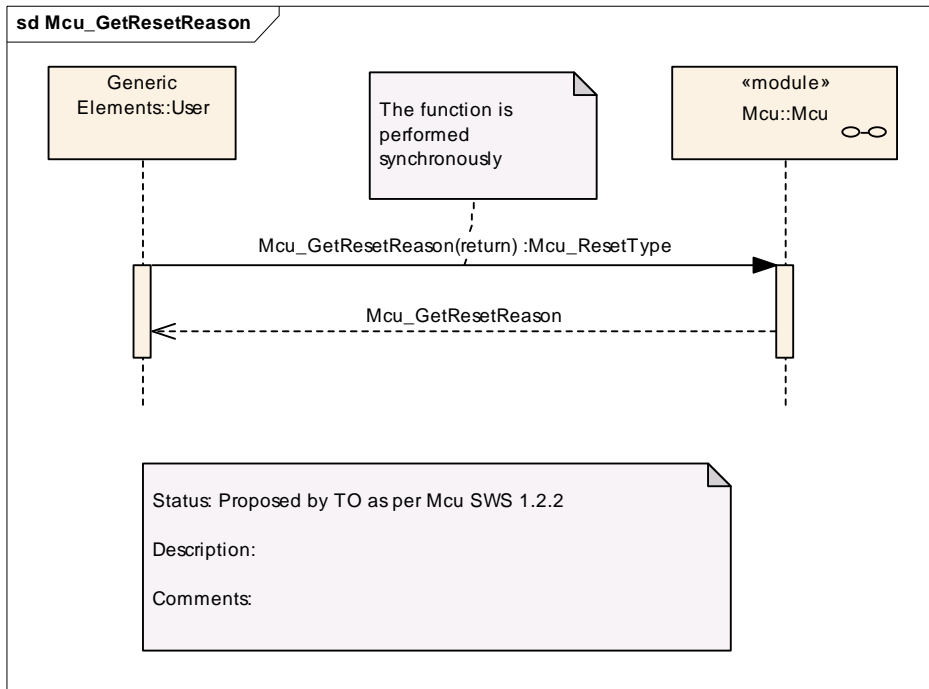 sd Mcu_GetResetReason
Generic
Elements::User
The function is
performed
synchronously
«module»
Mcu::Mcu
Mcu_GetResetReason(return) :Mcu_ResetType
Mcu_GetResetReason
Status: Proposed by TO as per Mcu SWS 1.2.2
Description:
Comments: